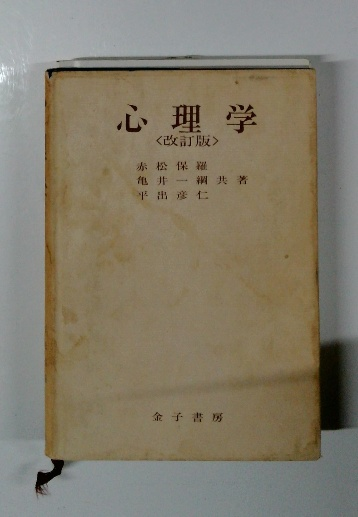 心理学
〈改訂版〉
赤松保羅
亀井一綱共著
平出彦仁
金子書房